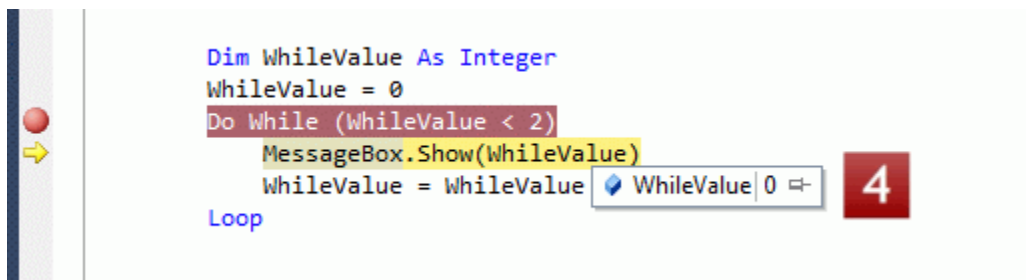 Dim WhileValue As Integer
WhileValue = 0
Do While (WhileValue < 2)
MessageBox.Show(WhileValue)
WhileValue = WhileValue WhileValue 0 4
Loop